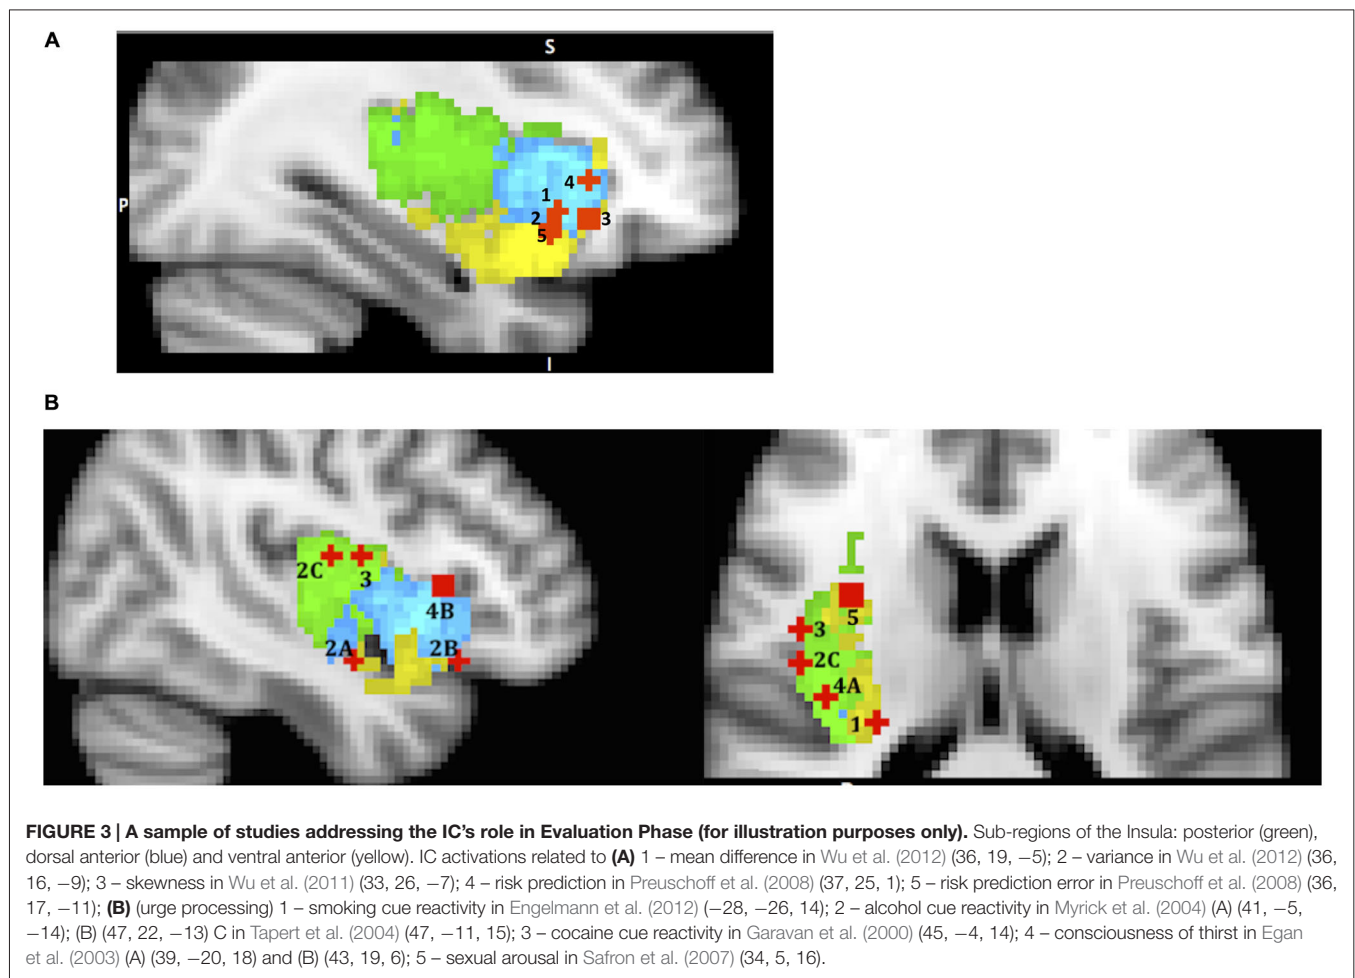 A
S
P
1
4
2
3
5
I
B
2C
3
4B
2A
2B
5
3
2C
4A
1
FIGURE 3 | A sample of studies addressing the IC’s role in Evaluation Phase (for illustration purposes only). Sub-regions of the Insula: posterior (green),
dorsal anterior (blue) and ventral anterior (yellow). IC activations related to (A) 1 – mean difference in Wu et al. (2012) (36, 19, −5); 2 – variance in Wu et al. (2012) (36,
16, −9); 3 – skewness in Wu et al. (2011) (33, 26, −7); 4 – risk prediction in Preuschoff et al. (2008) (37, 25, 1); 5 – risk prediction error in Preuschoff et al. (2008) (36,
17, −11); (B) (urge processing) 1 – smoking cue reactivity in Engelmann et al. (2012) (−28, −26, 14); 2 – alcohol cue reactivity in Myrick et al. (2004) (A) (41, −5,
−14); (B) (47, 22, −13) C in Tapert et al. (2004) (47, −11, 15); 3 – cocaine cue reactivity in Garavan et al. (2000) (45, −4, 14); 4 – consciousness of thirst in Egan
et al. (2003) (A) (39, −20, 18) and (B) (43, 19, 6); 5 – sexual arousal in Safron et al. (2007) (34, 5, 16).